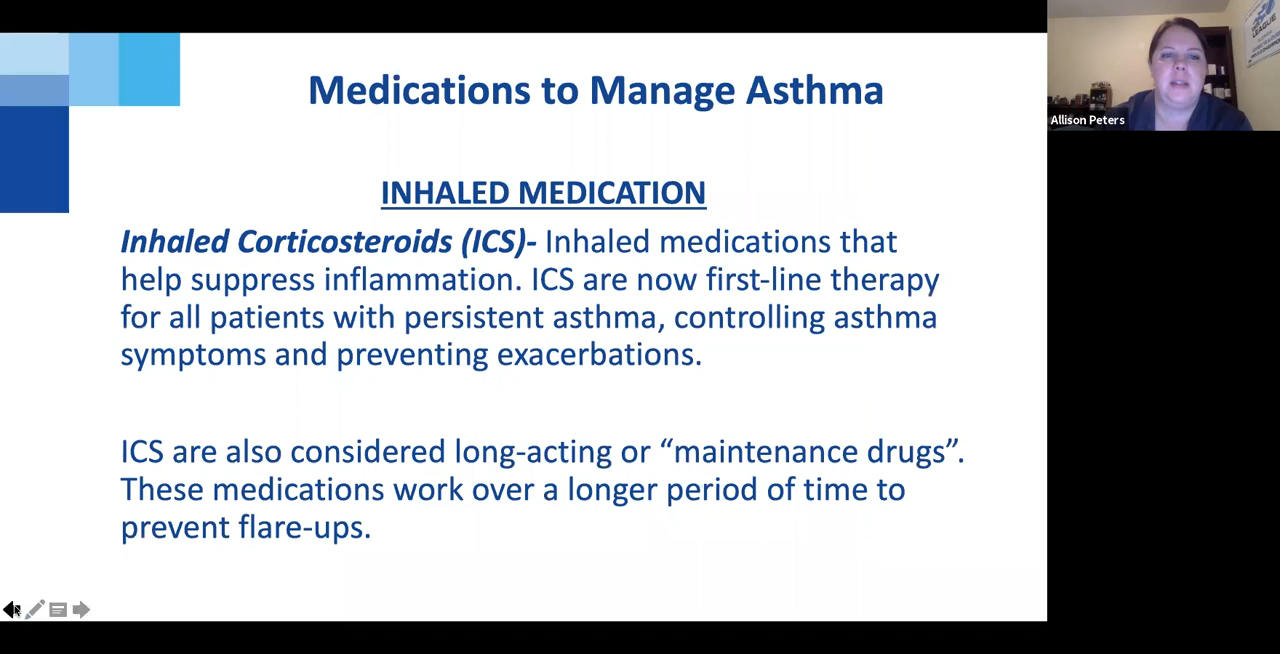 Medications to Manage Asthma
INHALED MEDICATION
Inhaled Corticosteroids (ICS)- Inhaled medications that
help suppress inflammation. ICS are now first-line therapy
for all patients with persistent asthma, controlling asthma
symptoms and preventing exacerbations.
ICS are also considered long-acting or “maintenance drugs”.
These medications work over a longer period of time to
prevent flare-ups.
LEAGUE
Allison Peters